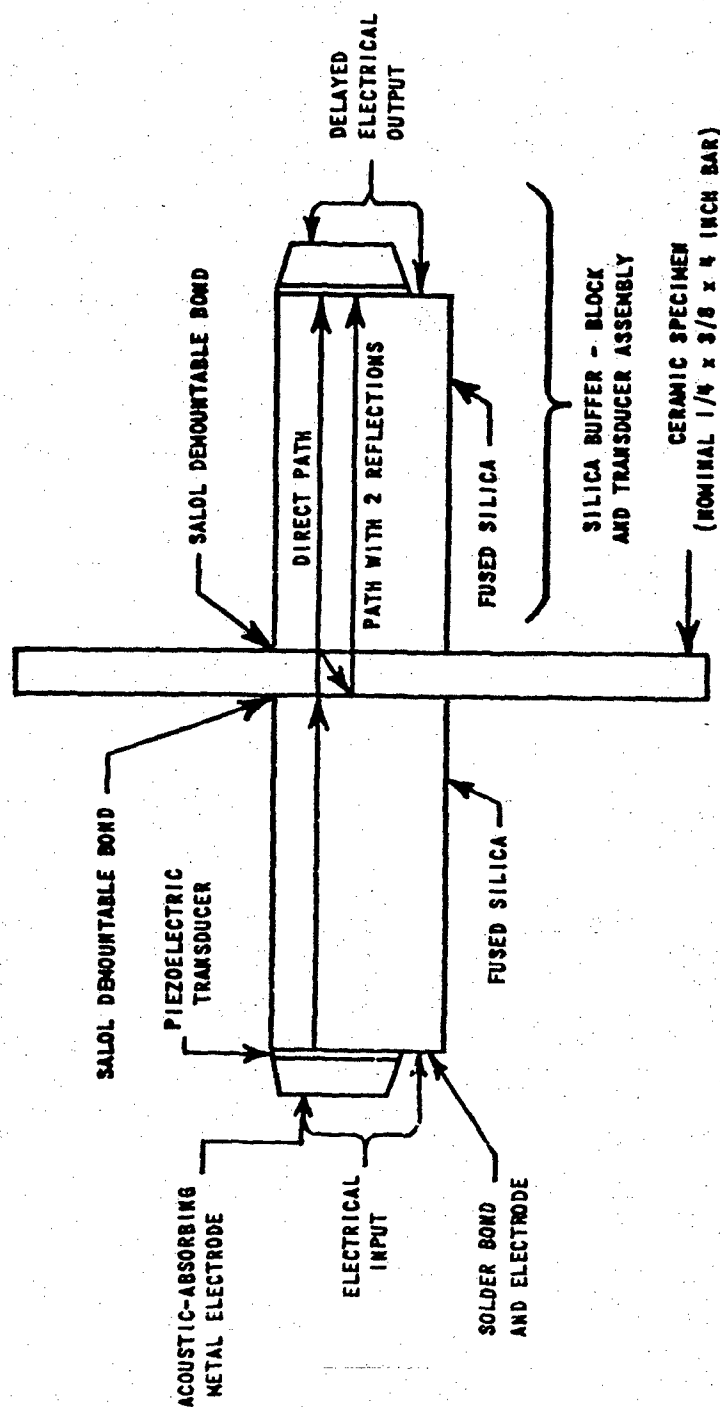 SALOL DEMOUNTABLE BOND
SALOL DEMOUNTABLE BOND
PIEZOELECTRIC
TRANSDUCER
ACOUSTIC-ABSORBING
METAL ELECTRODE
DELAYED
ELECTRICAL
OUTPUT
DIRECT PATH
PATH WITH 2 REFLECTIONS
ELECTRICAL
INPUT
SOLDER BOND
AND ELECTRODE
FUSED SILICA
FUSED SILICA
SILICA BUFFER - BLOCK
AND TRANSDUCER ASSEMBLY
CERAMIC SPECIMEN
(NOMINAL 1/4 x 3/8 x 4 INCH BAR)